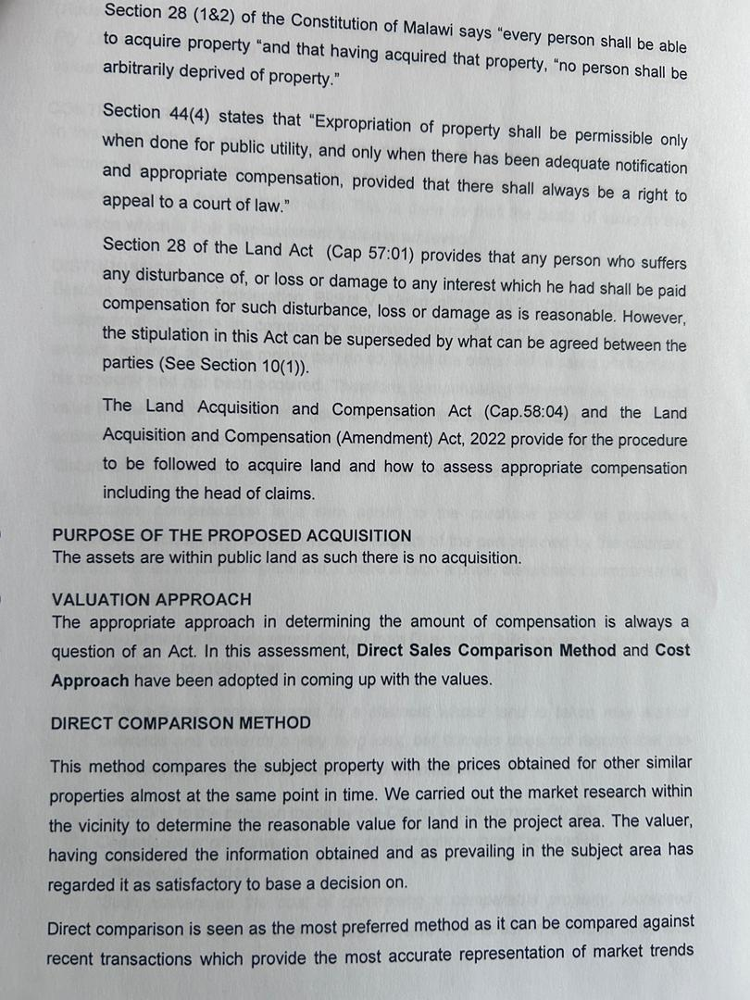 Section 28 (1&2) of the Constitution of Malawi says “every person shall be able
to acquire property “and that having acquired that property, “no person shall be
arbitrarily deprived of property.”
Section 44(4) states that “Expropriation of property shall be permissible only
when done for public utility, and only when there has been adequate notification
and appropriate compensation, provided that there shall always be a right to
appeal to a court of law.”
Section 28 of the Land Act (Cap 57:01) provides that any person who suffers
any disturbance of, or loss or damage to any interest which he had shall be paid
compensation for such disturbance, loss or damage as is reasonable. However,
the stipulation in this Act can be superseded by what can be agreed between the
parties (See Section 10(1)).
The Land Acquisition and Compensation Act (Cap.58:04) and the Land
Acquisition and Compensation (Amendment) Act, 2022 provide for the procedure
to be followed to acquire land and how to assess appropriate compensation
including the head of claims.
PURPOSE OF THE PROPOSED ACQUISITION
The assets are within public land as such there is no acquisition.
VALUATION APPROACH
The appropriate approach in determining the amount of compensation is always a
question of an Act. In this assessment, Direct Sales Comparison Method and Cost
Approach have been adopted in coming up with the values.
DIRECT COMPARISON METHOD
This method compares the subject property with the prices obtained for other similar
properties almost at the same point in time. We carried out the market research within
the vicinity to determine the reasonable value for land in the project area. The valuer,
having considered the information obtained and as prevailing in the subject area has
regarded it as satisfactory to base a decision on.
Direct comparison is seen as the most preferred method as it can be compared against
recent transactions which provide the most accurate representation of market trends